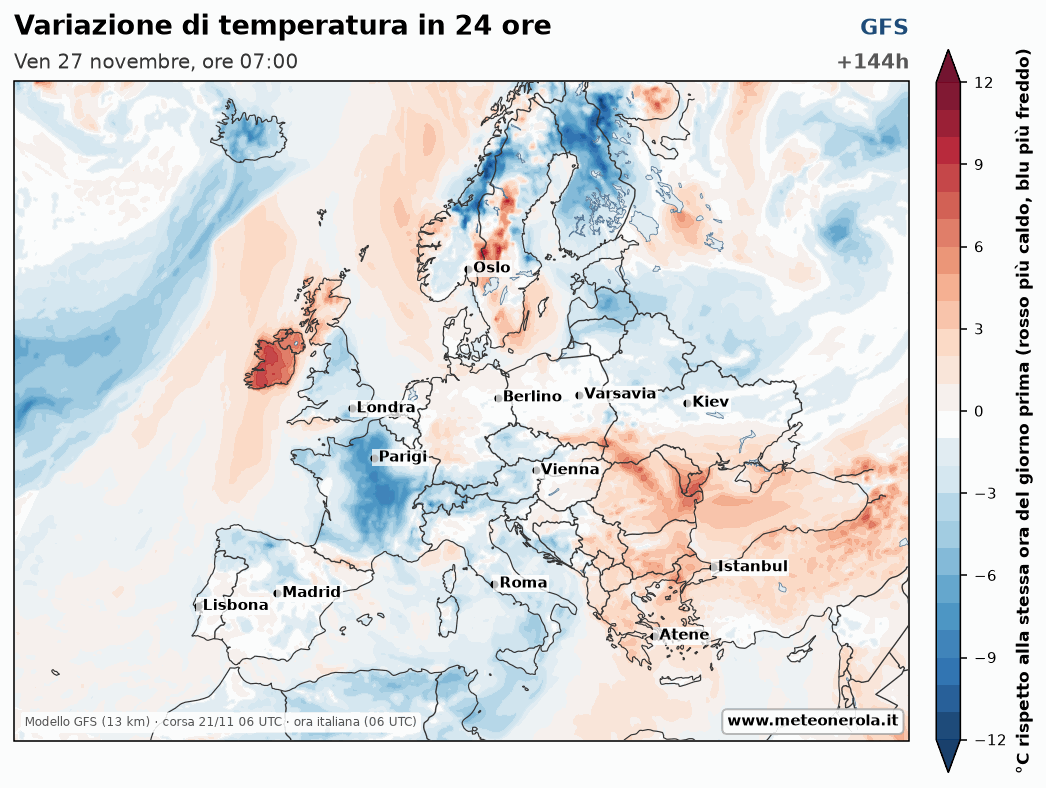 Variazione di temperatura in 24 ore
GFS
Ven 27 novembre, ore 07:00
+144h
Oslo
Londra
Berlino
Varsavia
Kiev
Parigi
Vienna
Istanbul
Roma
Madrid
Lisbona
Atene
Modello GFS (13 km) · corsa 21/11 06 UTC · ora italiana (06 UTC)
www.meteonerola.it
12
9
6
3
0
−3
−6
−9
−12
°C rispetto alla stessa ora del giorno prima (rosso più caldo, blu più freddo)